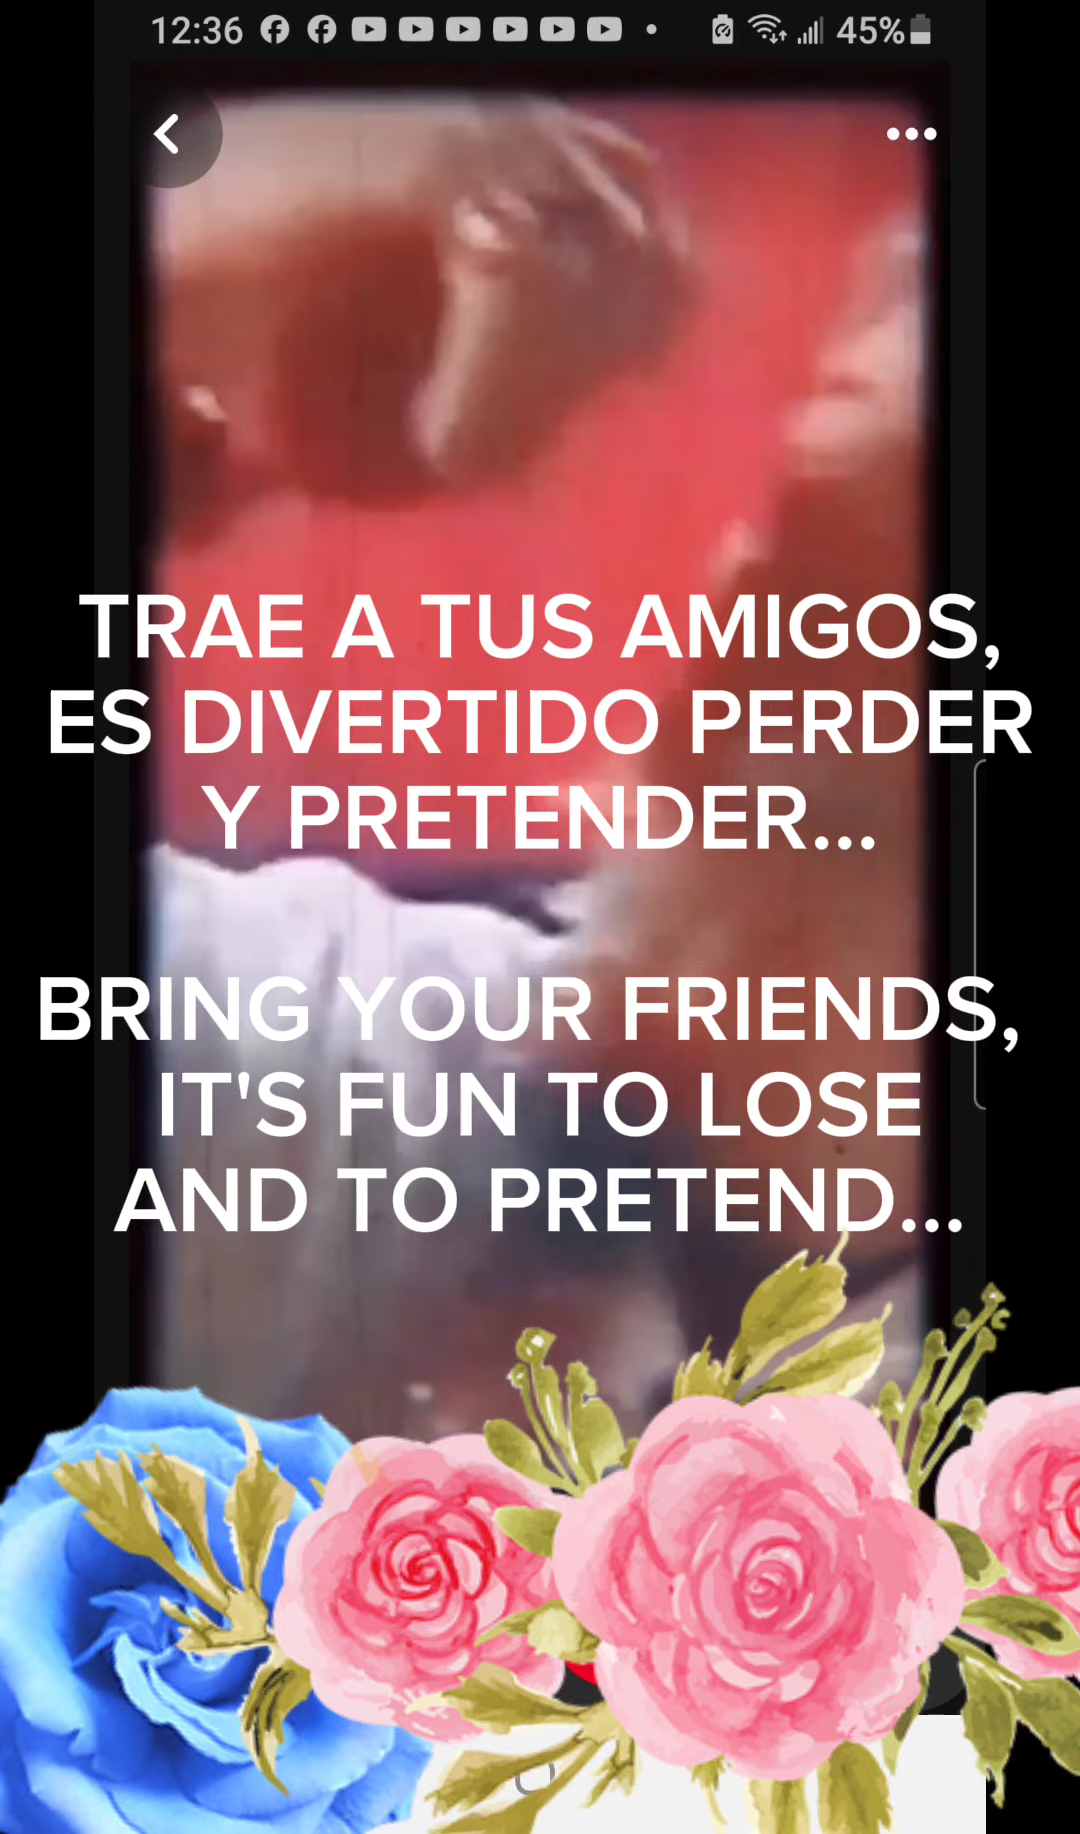 12:36 45%
TRAE A TUS AMIGOS,
ES DIVERTIDO PERDER
Y PRETENDER...
BRING YOUR FRIENDS,
IT'S FUN TO LOSE
AND TO PRETEND...